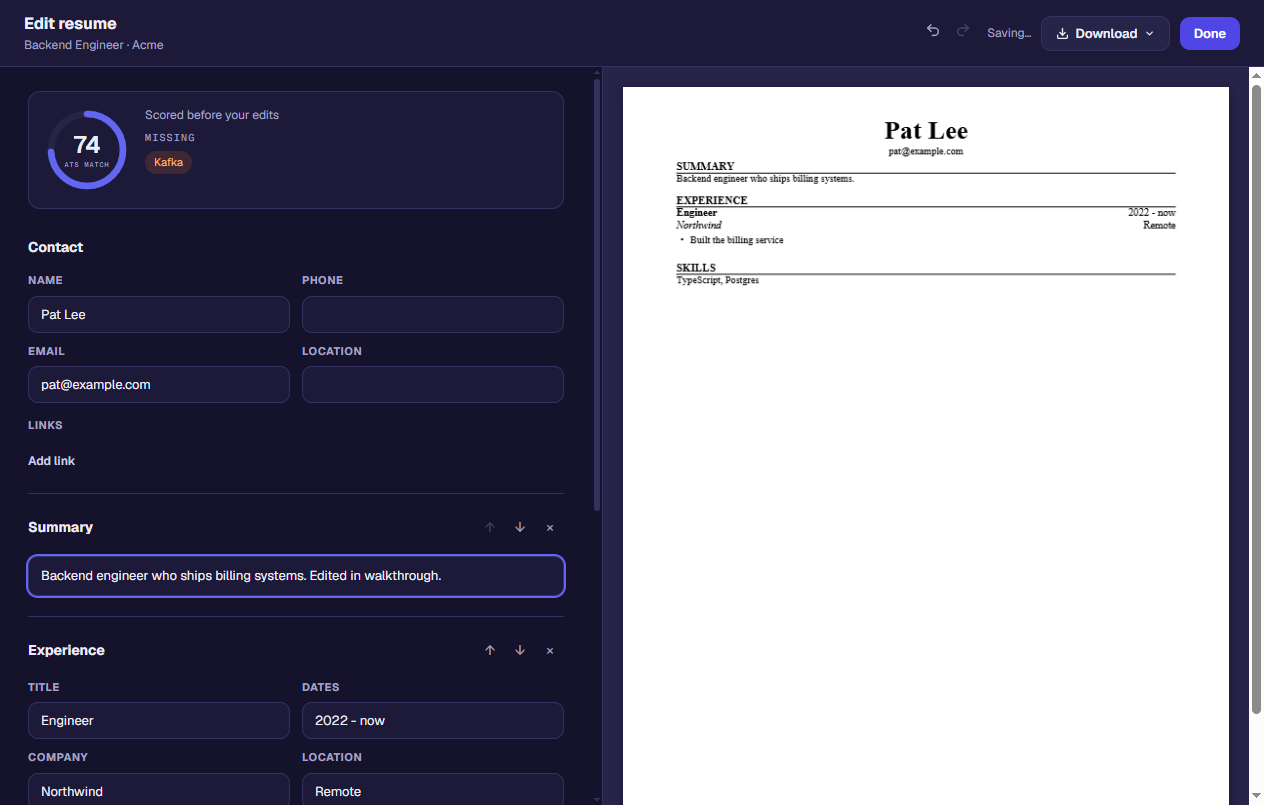 Edit resume
Backend Engineer · Acme
Saving…
Download
Done
74
ATS MATCH
Scored before your edits
MISSING
Kafka
Contact
NAME
PHONE
Pat Lee
EMAIL
LOCATION
pat@example.com
LINKS
Add link
Summary
Backend engineer who ships billing systems. Edited in walkthrough.
Experience
TITLE
DATES
Engineer
2022 - now
COMPANY
LOCATION
Northwind
Remote
Pat Lee
pat@example.com
SUMMARY
Backend engineer who ships billing systems.
EXPERIENCE
Engineer 2022 - now
Northwind Remote
• Built the billing service
SKILLS
TypeScript, Postgres